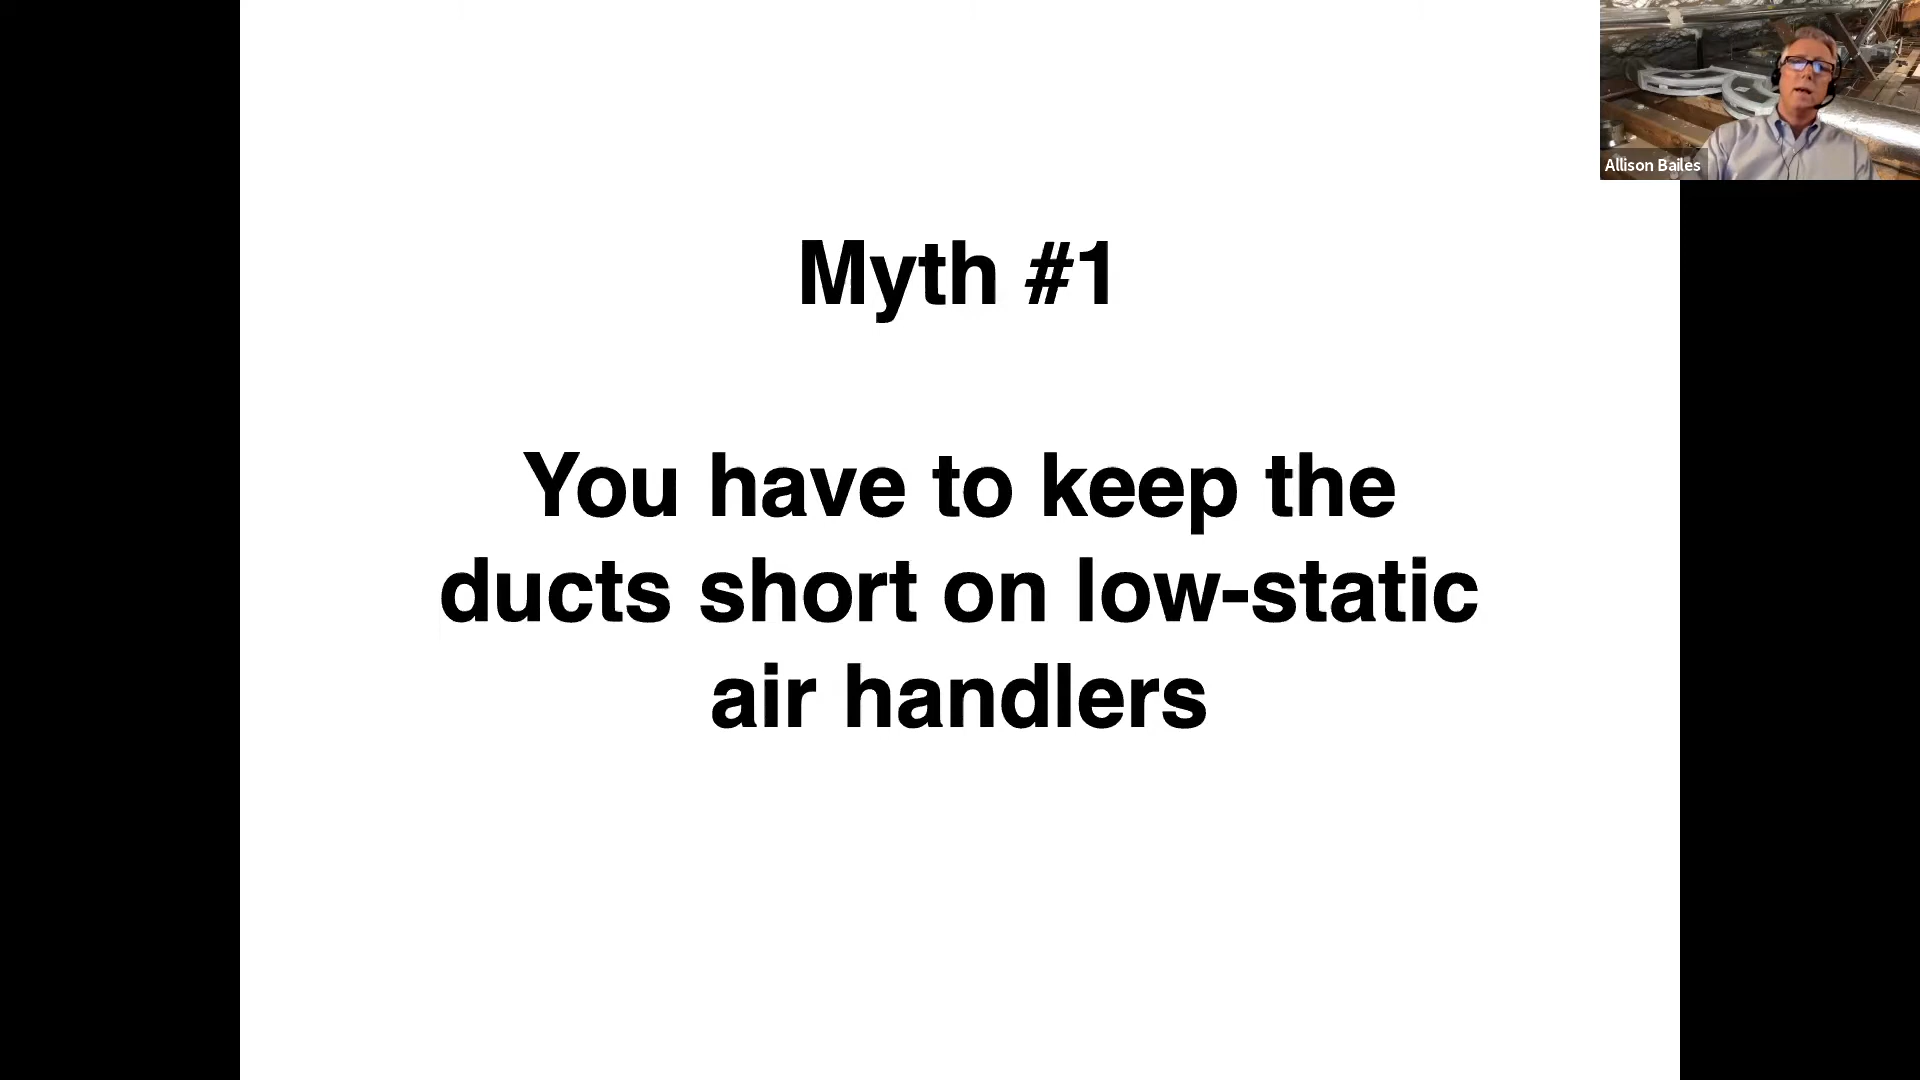 Allison Bailes
Myth #1
You have to keep the
ducts short on low-static
air handlers